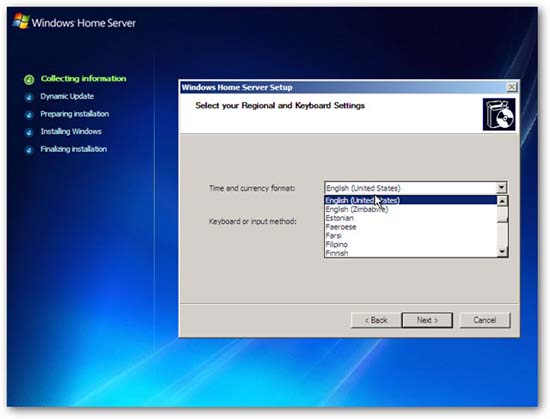 Windows Home Server
Collecting information
Dynamic Update
Preparing installation
Installing Windows
Finalizing installation
Windows Home Server Setup
Select your Regional and Keyboard Settings
Time and currency format:
English (United States)
English (United States)
English (Zimbabwe)
Estonian
Keyboard or input method:
Faeroese
Farsi
Filipino
Finnish
< Back
Next >
Cancel